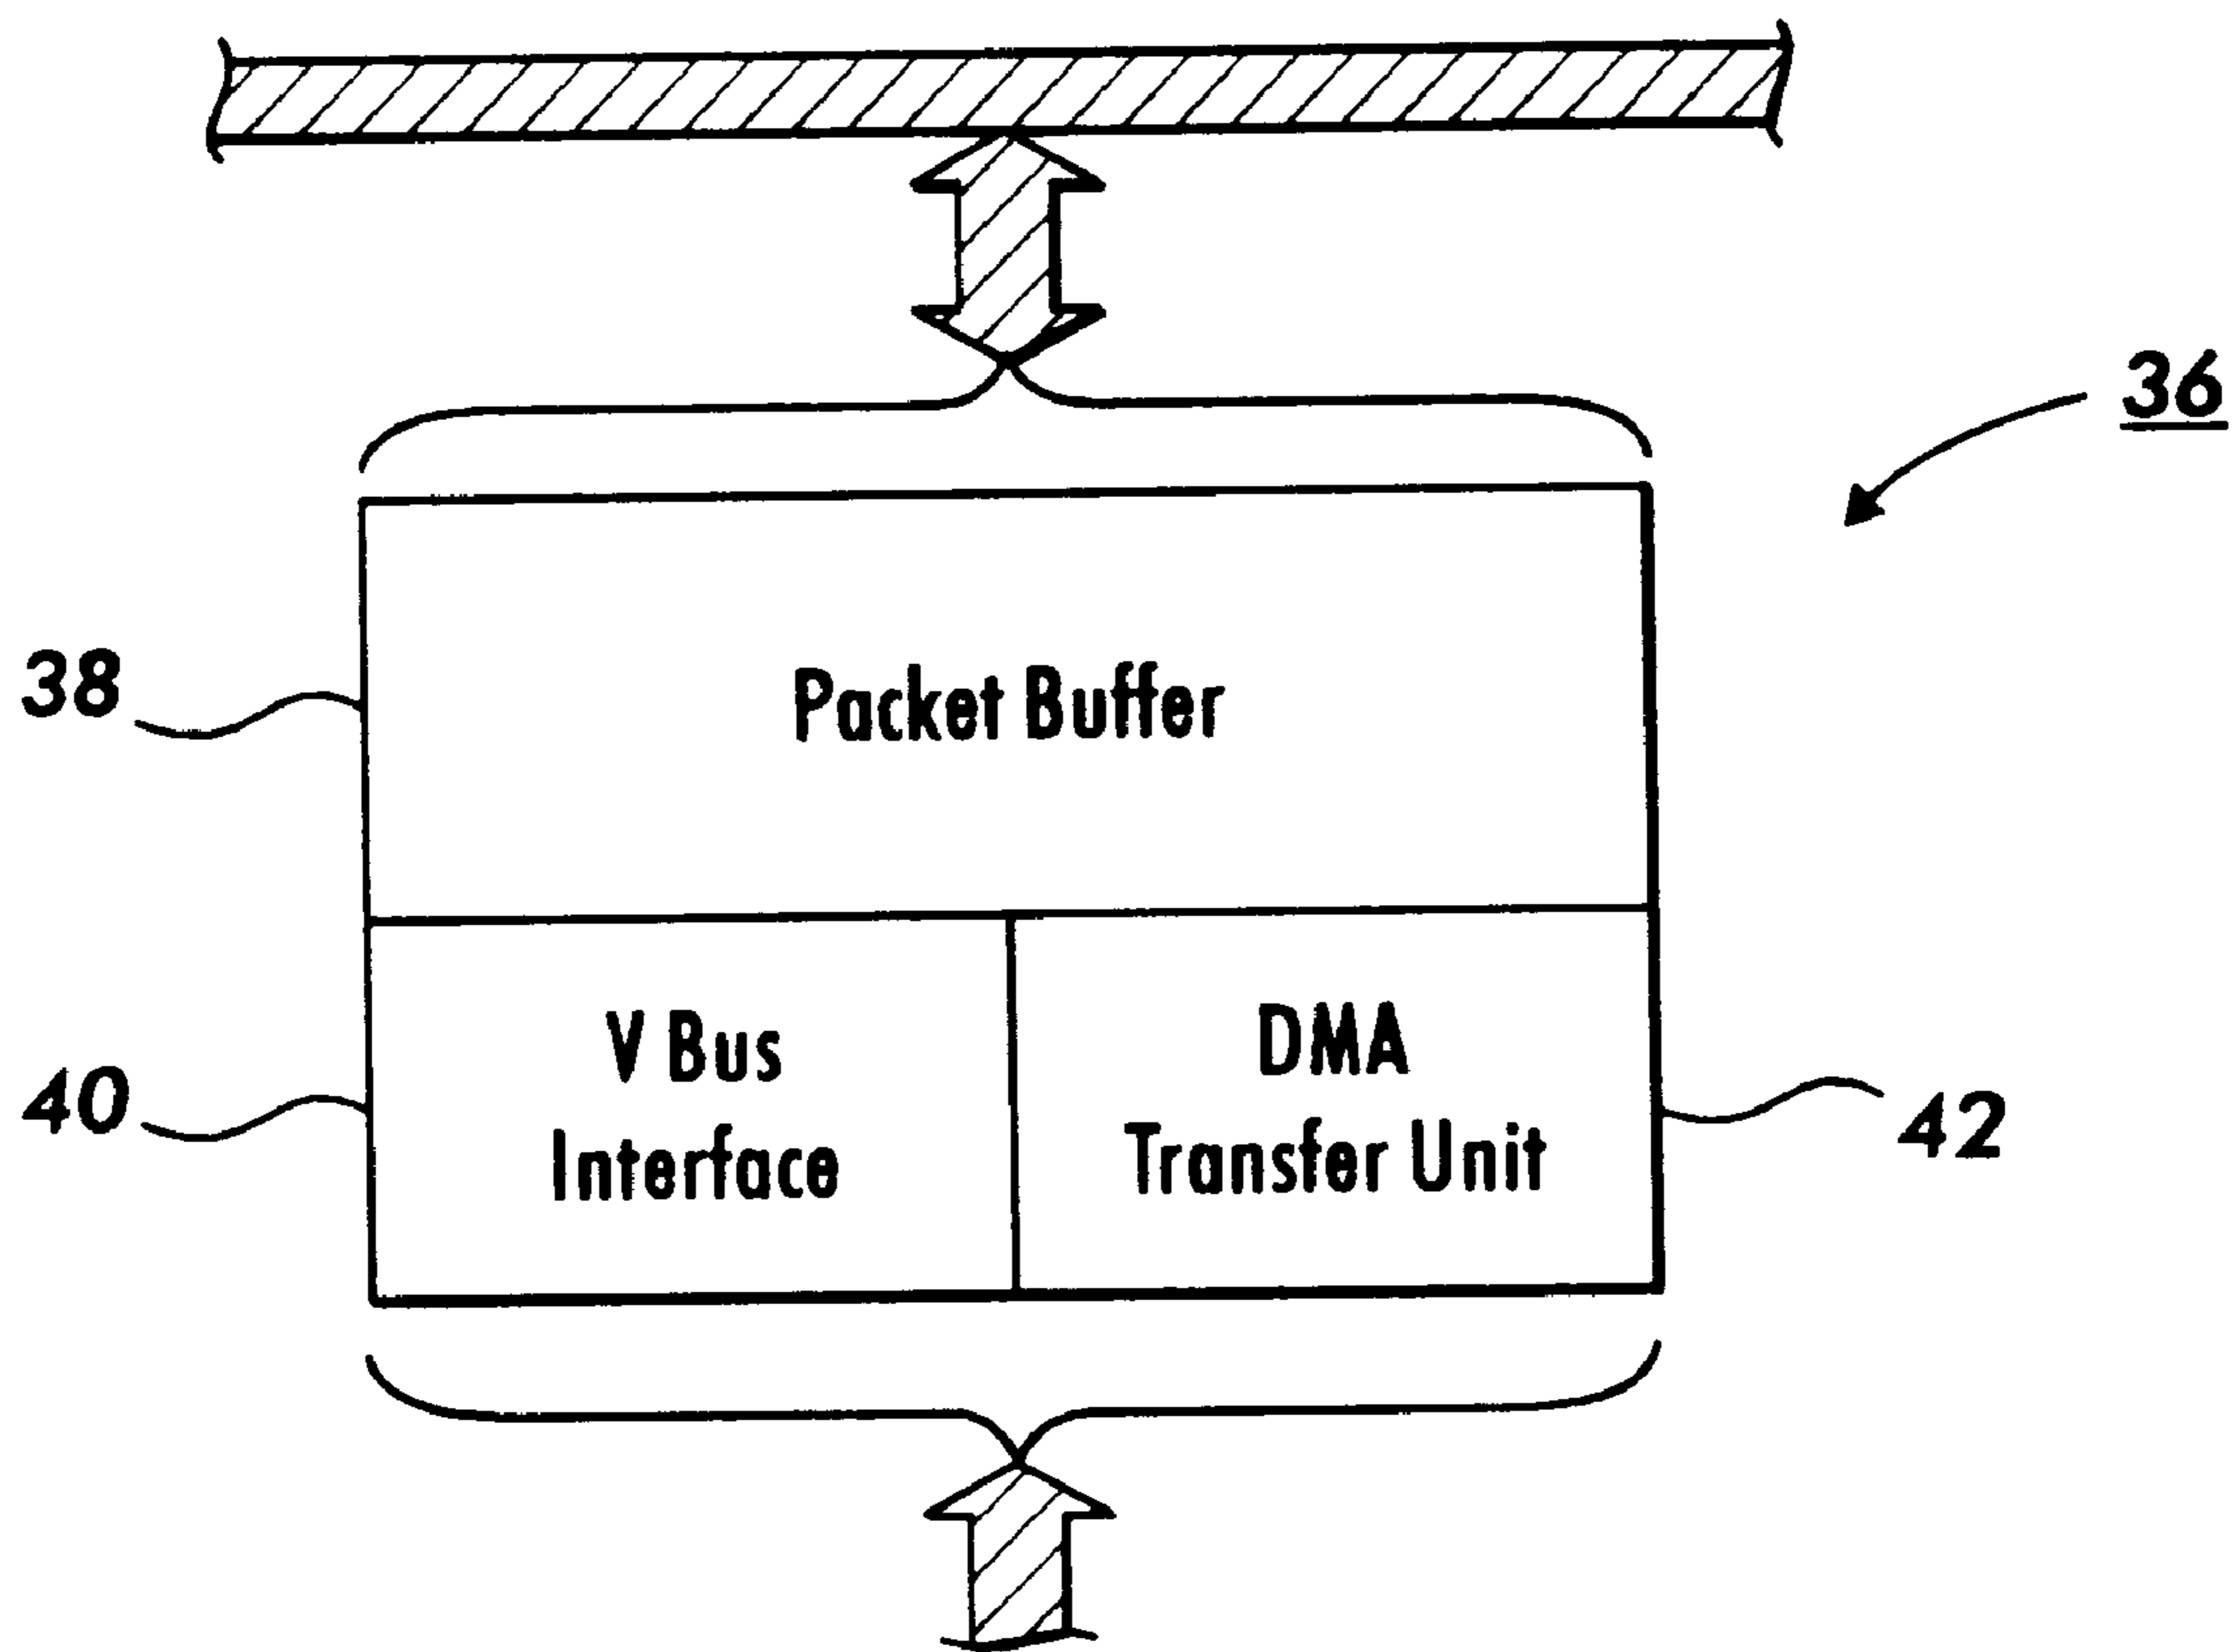 36
38
Packet Buffer
V Bus
Interface
DMA
Transfer Unit
40
42